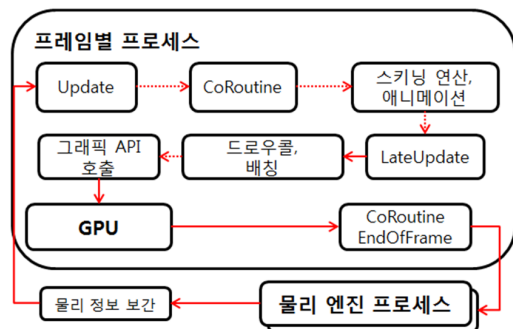 프레임별 프로세스
Update
CoRoutine
스키닝 연산,
애니메이션
그래픽 API
호출
드로우콜,
배칭
LateUpdate
GPU
CoRoutine
EndOfFrame
물리 정보 보간
물리 엔진 프로세스